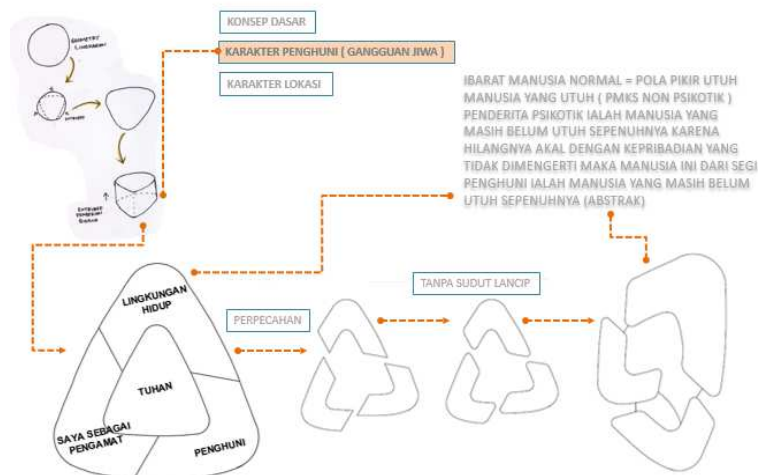 KONSEP DASAR
KARAKTER PENGHUNI ( GANGGUAN JIWA )
KARAKTER LOKASI
IBARAT MANUSIA NORMAL = POLA PIKIR UTUH
MANUSIA YANG UTUH ( PMKS NON PSIKOTIK )
PENDERITA PSIKOTIK IALAH MANUSIA YANG
MASIH BELUM UTUH SEPENUHNYA KARENA
HILANGNYA AKAL DENGAN KEPRIBADIAN YANG
TIDAK DIMENGERTI MAKA MANUSIA INI DARI SEGI
PENGHUNI IALAH MANUSIA YANG MASIH BELUM
UTUH SEPENUHNYA (ABSTRAK)
LINGKUNGAN
HIDUP
TUHAN
SAYA SEBAGAI
PENGAMAT
PENGHUNI
PERPECAHAN
TANPA SUDUT LANCIP